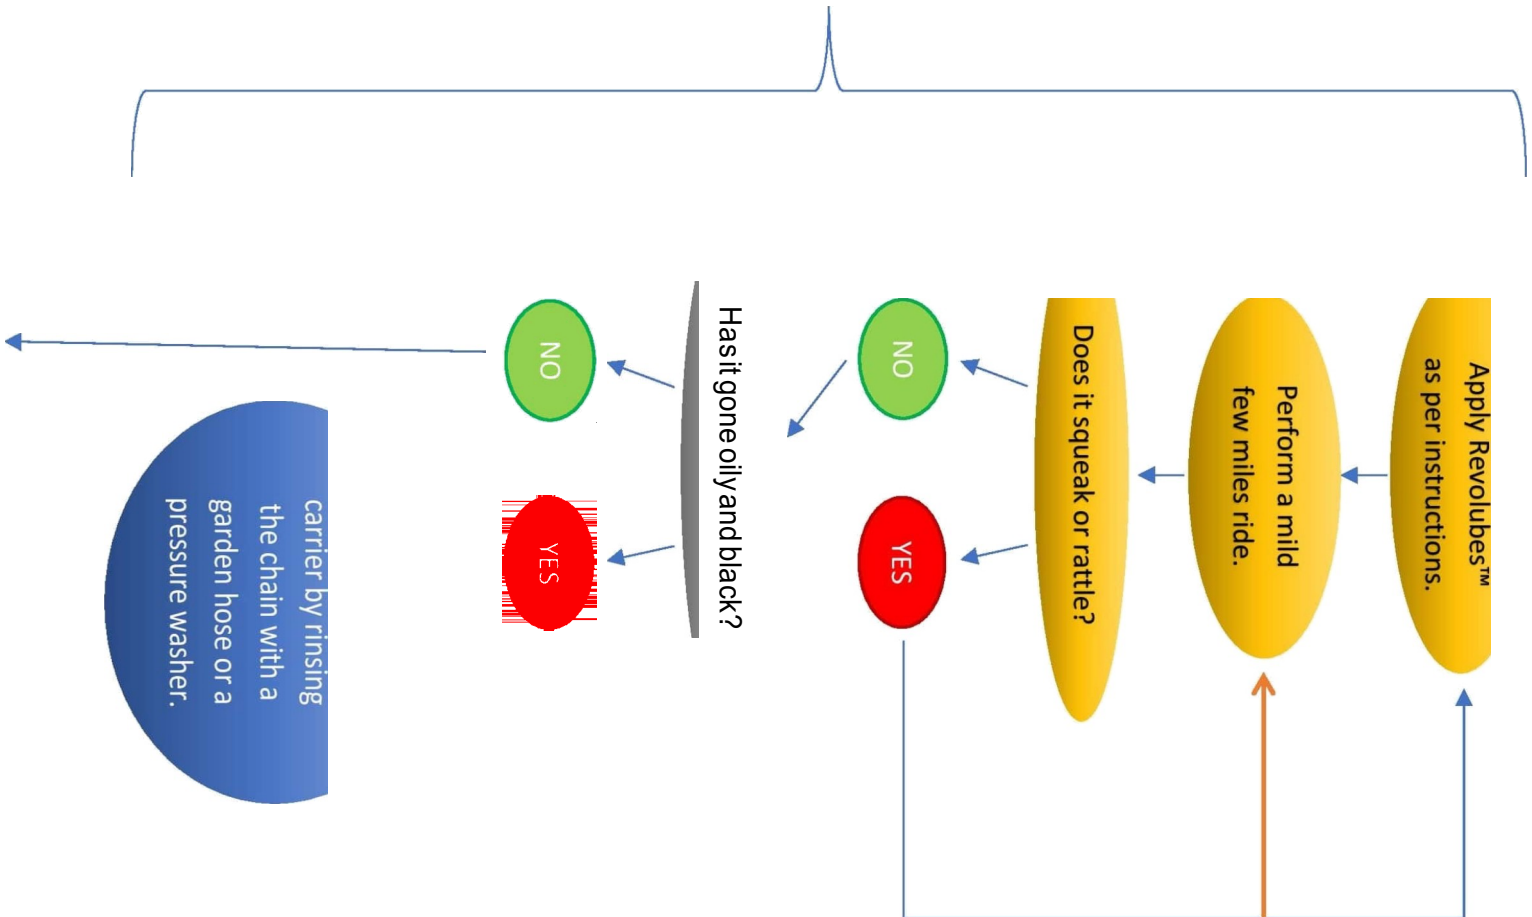 Apply Revolubes™
as per instructions.
Perform a mild
few miles ride.
Does it squeak or rattle?
NO
YES
Has it gone oily and black?
NO
YES
carrier by rinsing
the chain with a
garden hose or a
pressure washer.